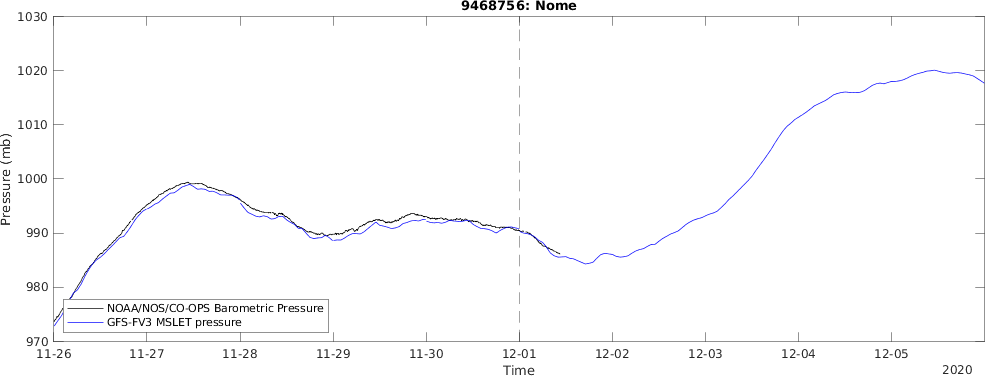 9468756: Nome
1030
1020
1010
1000
990
980
970
Pressure (mb)
NOAA/NOS/CO-OPS Barometric Pressure
GFS-FV3 MSLET pressure
11-26 11-27 11-28 11-29 11-30 12-01 12-02 12-03 12-04 12-05
Time
2020